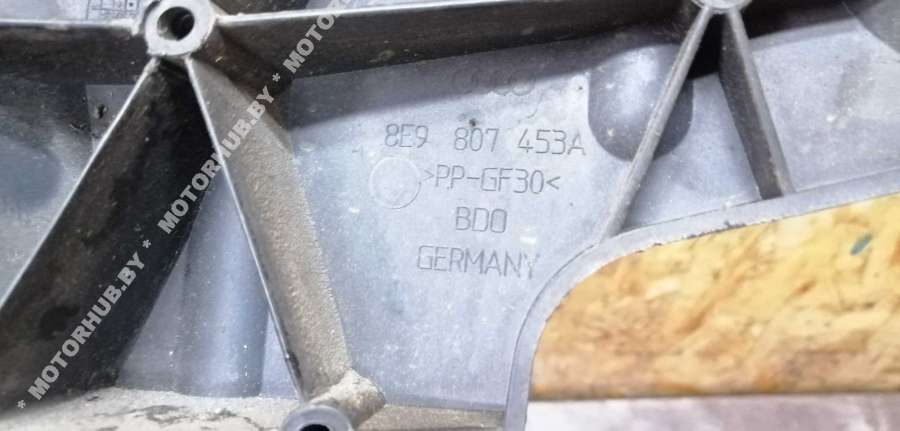 8E9 807 453A
>PP-GF30<
BDO
GERMANY
* MOTORHUB.BY * MOTORHUB.BY * MOTORHUB.BY